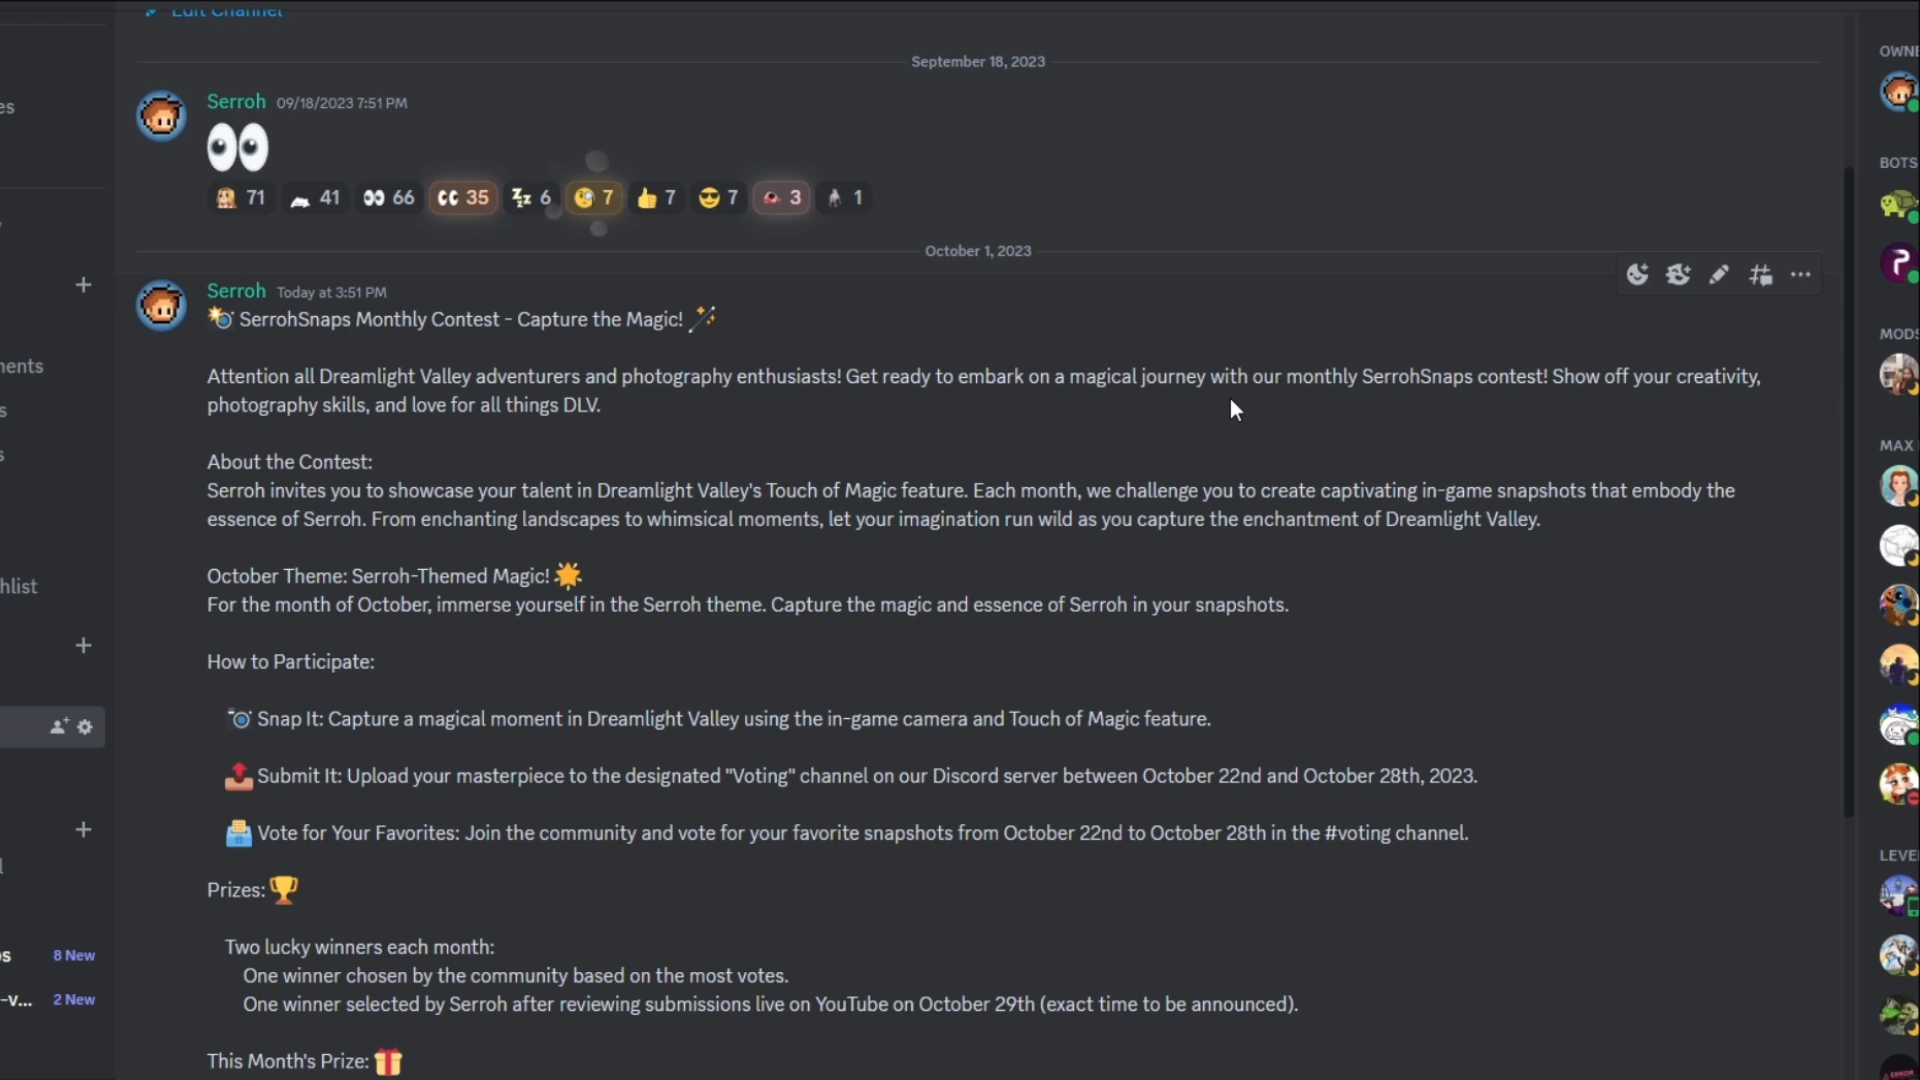 Edit Channel
September 18, 2023
OWNE
Serroh 09/18/2023 7:51 PM
es
BOTS
71 41 66 35 6 7 7 7 3 1
October 1, 2023
Serroh Today at 3:51 PM
SerrohSnaps Monthly Contest - Capture the Magic!
MODS
Attention all Dreamlight Valley adventurers and photography enthusiasts! Get ready to embark on a magical journey with our monthly SerrohSnaps contest! Show off your creativity,
photography skills, and love for all things DLV.
ments
s
MAX
About the Contest:
s
Serroh invites you to showcase your talent in Dreamlight Valley's Touch of Magic feature. Each month, we challenge you to create captivating in-game snapshots that embody the
essence of Serroh. From enchanting landscapes to whimsical moments, let your imagination run wild as you capture the enchantment of Dreamlight Valley.
October Theme: Serroh-Themed Magic!
hlist
For the month of October, immerse yourself in the Serroh theme. Capture the magic and essence of Serroh in your snapshots.
How to Participate:
Snap It: Capture a magical moment in Dreamlight Valley using the in-game camera and Touch of Magic feature.
Submit It: Upload your masterpiece to the designated "Voting" channel on our Discord server between October 22nd and October 28th, 2023.
Vote for Your Favorites: Join the community and vote for your favorite snapshots from October 22nd to October 28th in the #voting channel.
LEVE
Prizes:
Two lucky winners each month:
os 8 New
One winner chosen by the community based on the most votes.
-v... 2 New
One winner selected by Serroh after reviewing submissions live on YouTube on October 29th (exact time to be announced).
This Month's Prize: